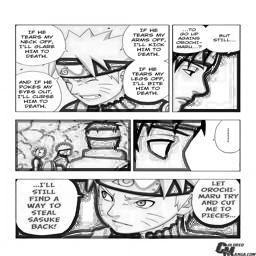 BUT
STILL...
...TO
GO UP
AGAINST
OROCHI-
MARU...?
IF HE
TEARS MY
ARMS OFF,
I'LL KICK
HIM TO
DEATH.
IF HE
TEARS MY
LEGS OFF,
I'LL BITE
HIM TO
DEATH.
IF HE
TEARS MY
NECK OFF,
I'LL GLARE
HIM TO
DEATH.
AND IF HE
POKES MY
EYES OUT,
I'LL CURSE
HIM TO
DEATH.
LET
OROCHI-
MARU TRY
AND CUT
ME TO
PIECES...
...I'LL
STILL
FIND A
WAY TO
STEAL
SASUKE
BACK!
COLORED
MANGA.COM